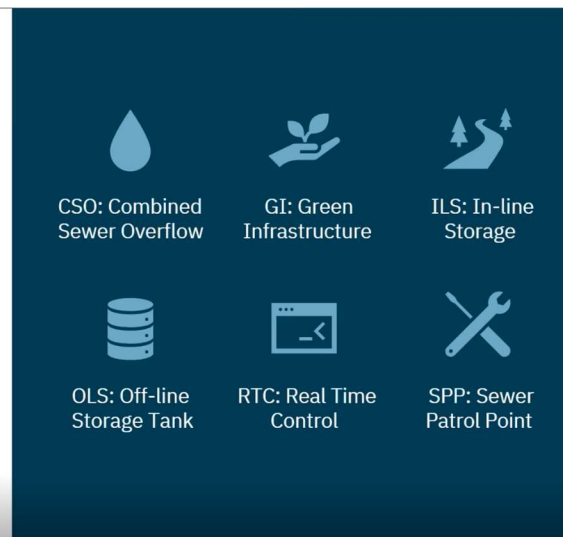 CSO: Combined
Sewer Overflow
GI: Green
Infrastructure
ILS: In-line
Storage
OLS: Off-line
Storage Tank
RTC: Real Time
Control
SPP: Sewer
Patrol Point